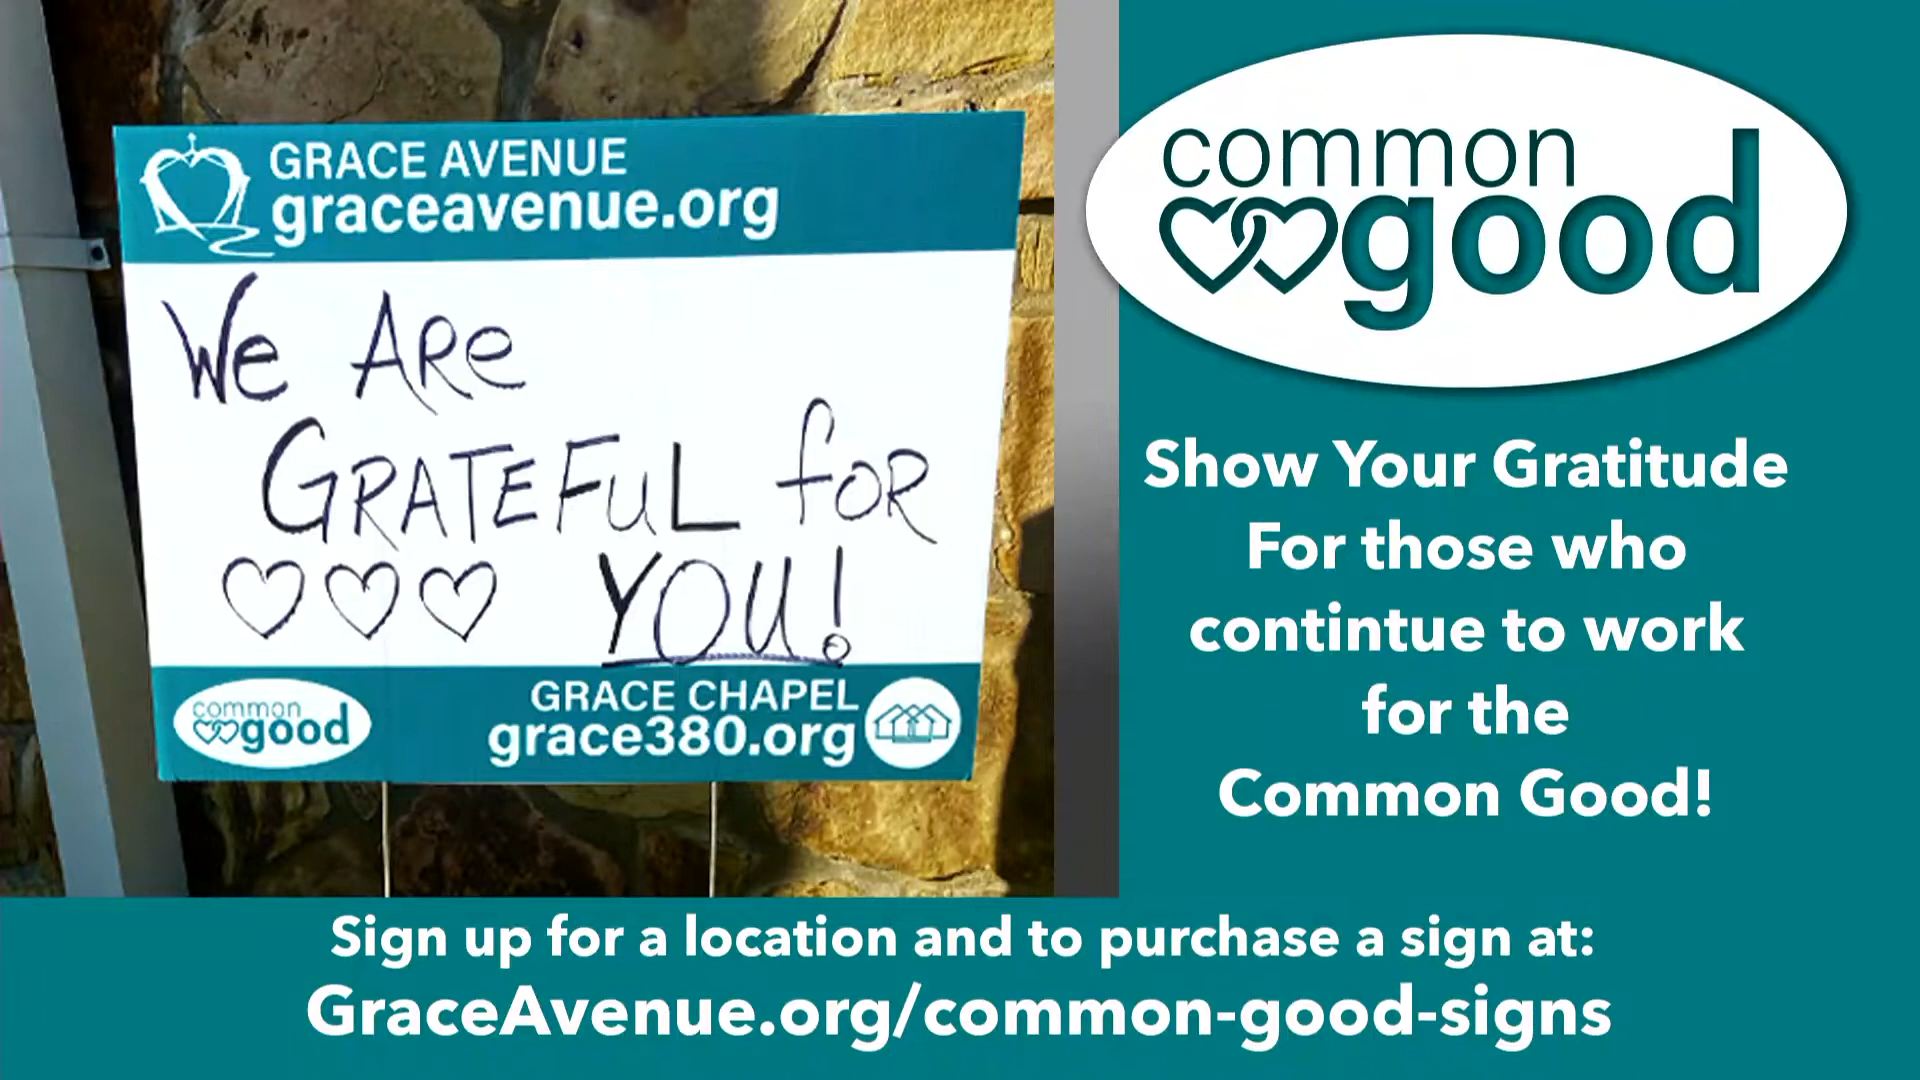 GRACE AVENUE
graceavenue.org
We ARe
GRATEFuL foR
YOU!
common
good
GRACE CHAPEL
grace380.org
common
good
Show Your Gratitude
For those who
contintue to work
for the
Common Good!
Sign up for a location and to purchase a sign at:
GraceAvenue.org/common-good-signs